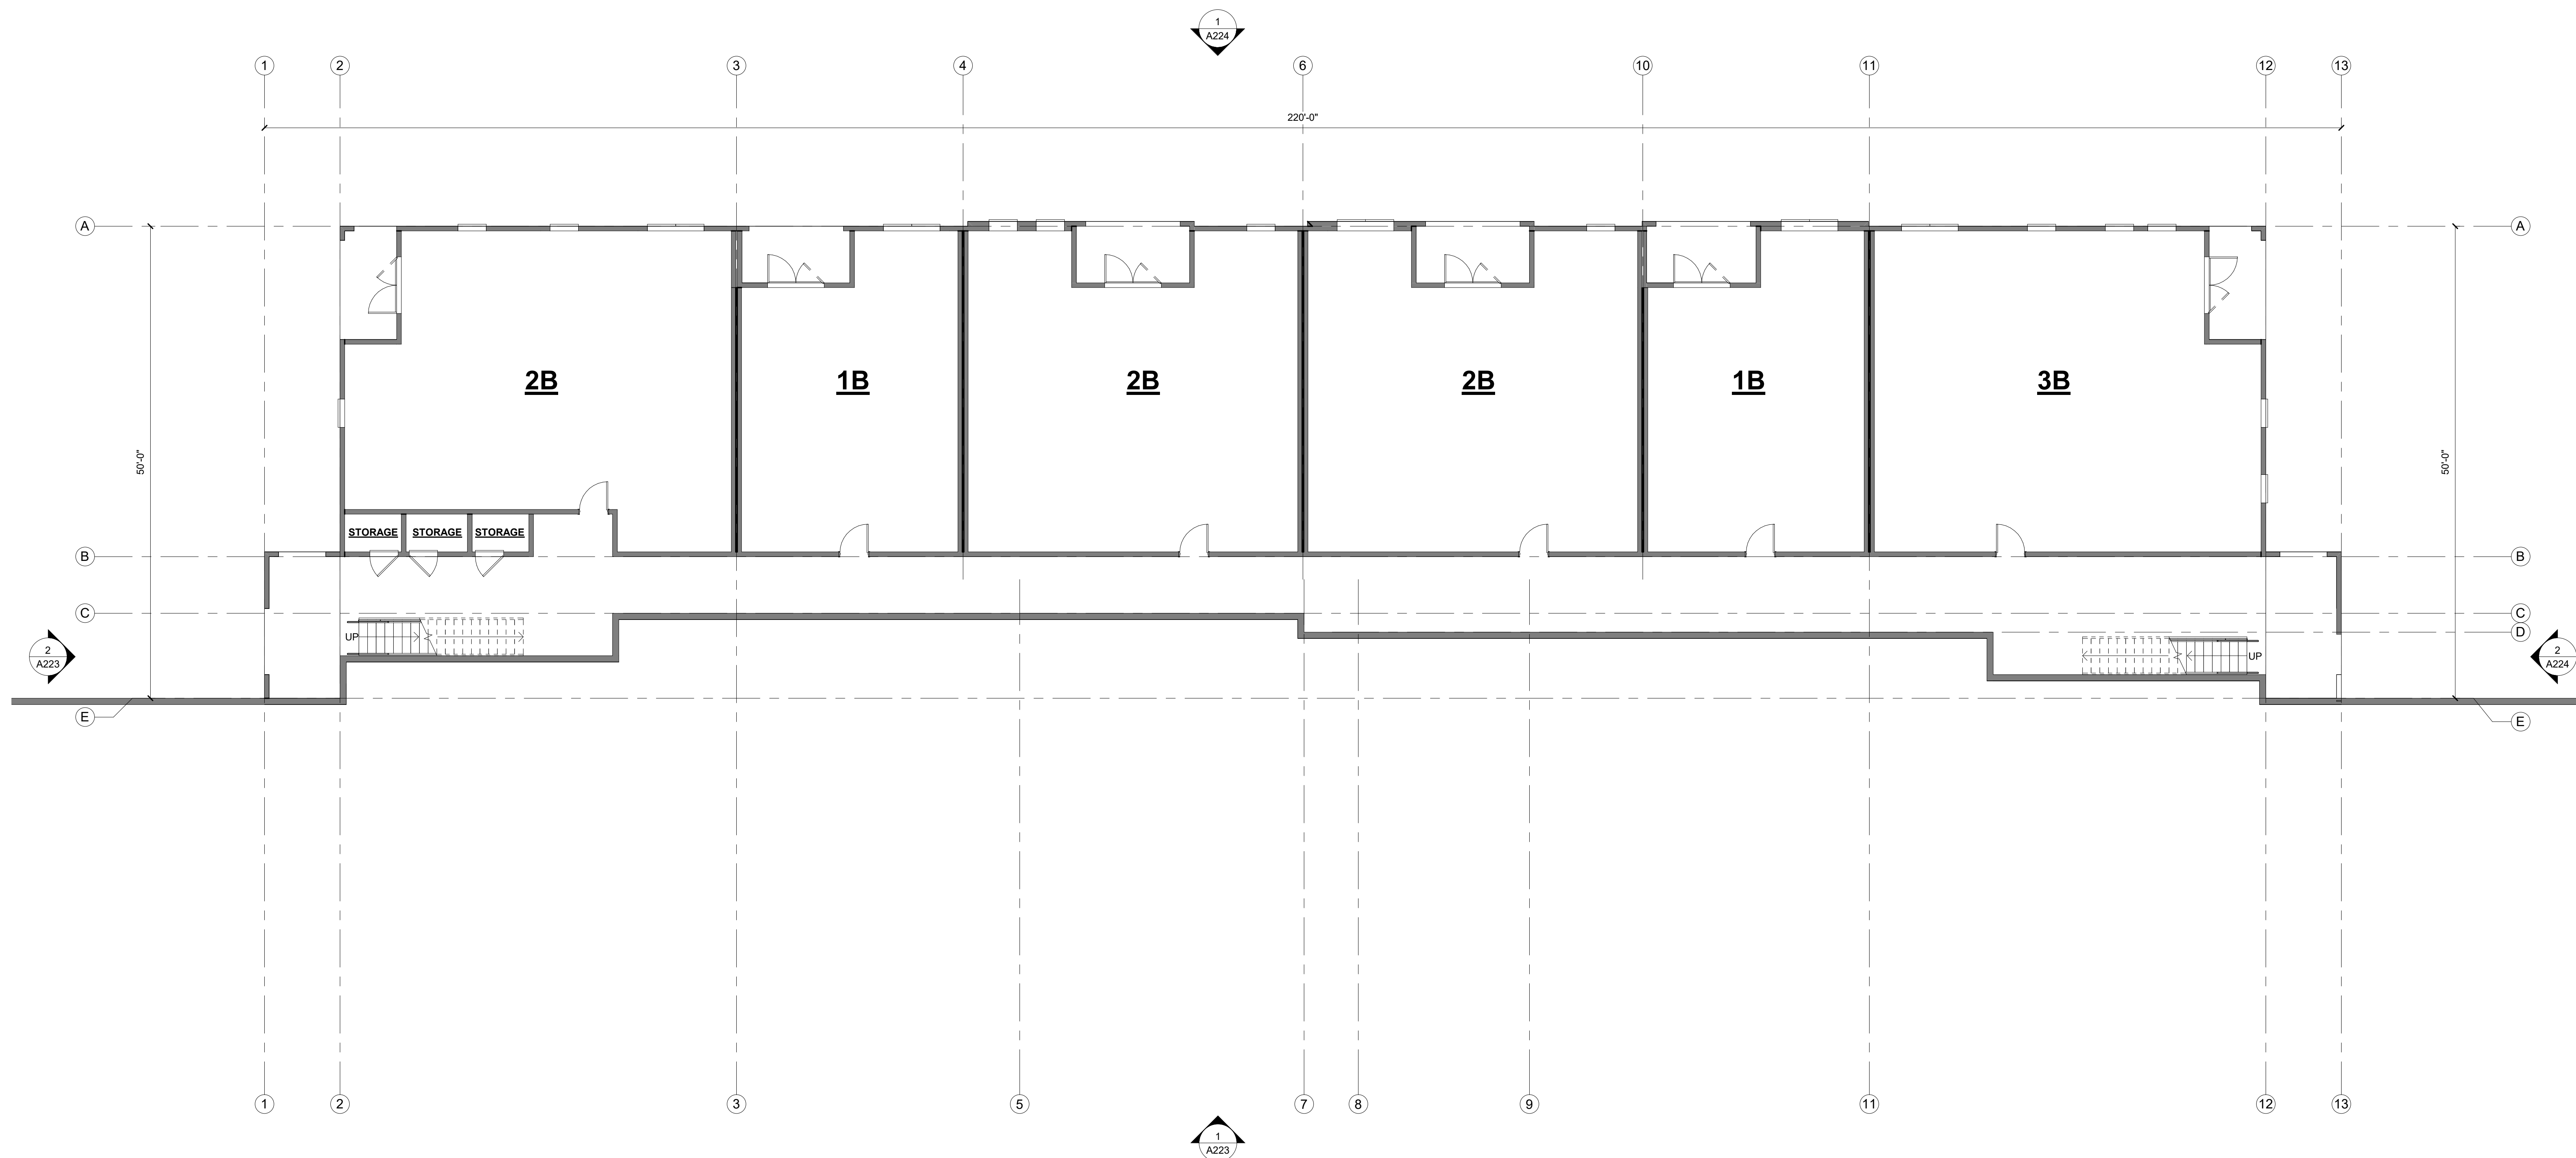 1
A224
1 2 3 4 6 10 11 12 13
220'-0"
A A
2B 1B 2B 2B 1B 3B
50'-0" 50'-0"
STORAGE STORAGE STORAGE
B B
C C
D
UP UP
2
A223
2
A224
E E
1 2 3 5 7 8 9 11 12 13
1
A223